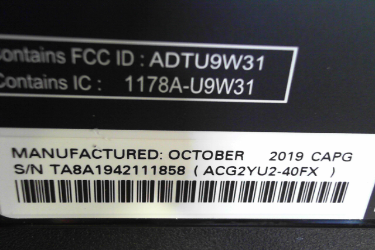 Contains FCC ID : ADTU9W31
Contains IC : 1178A-U9W31
MANUFACTURED: OCTOBER 2019 CAPG
S/N TA8A1942111858 ( ACG2YU2-40FX )